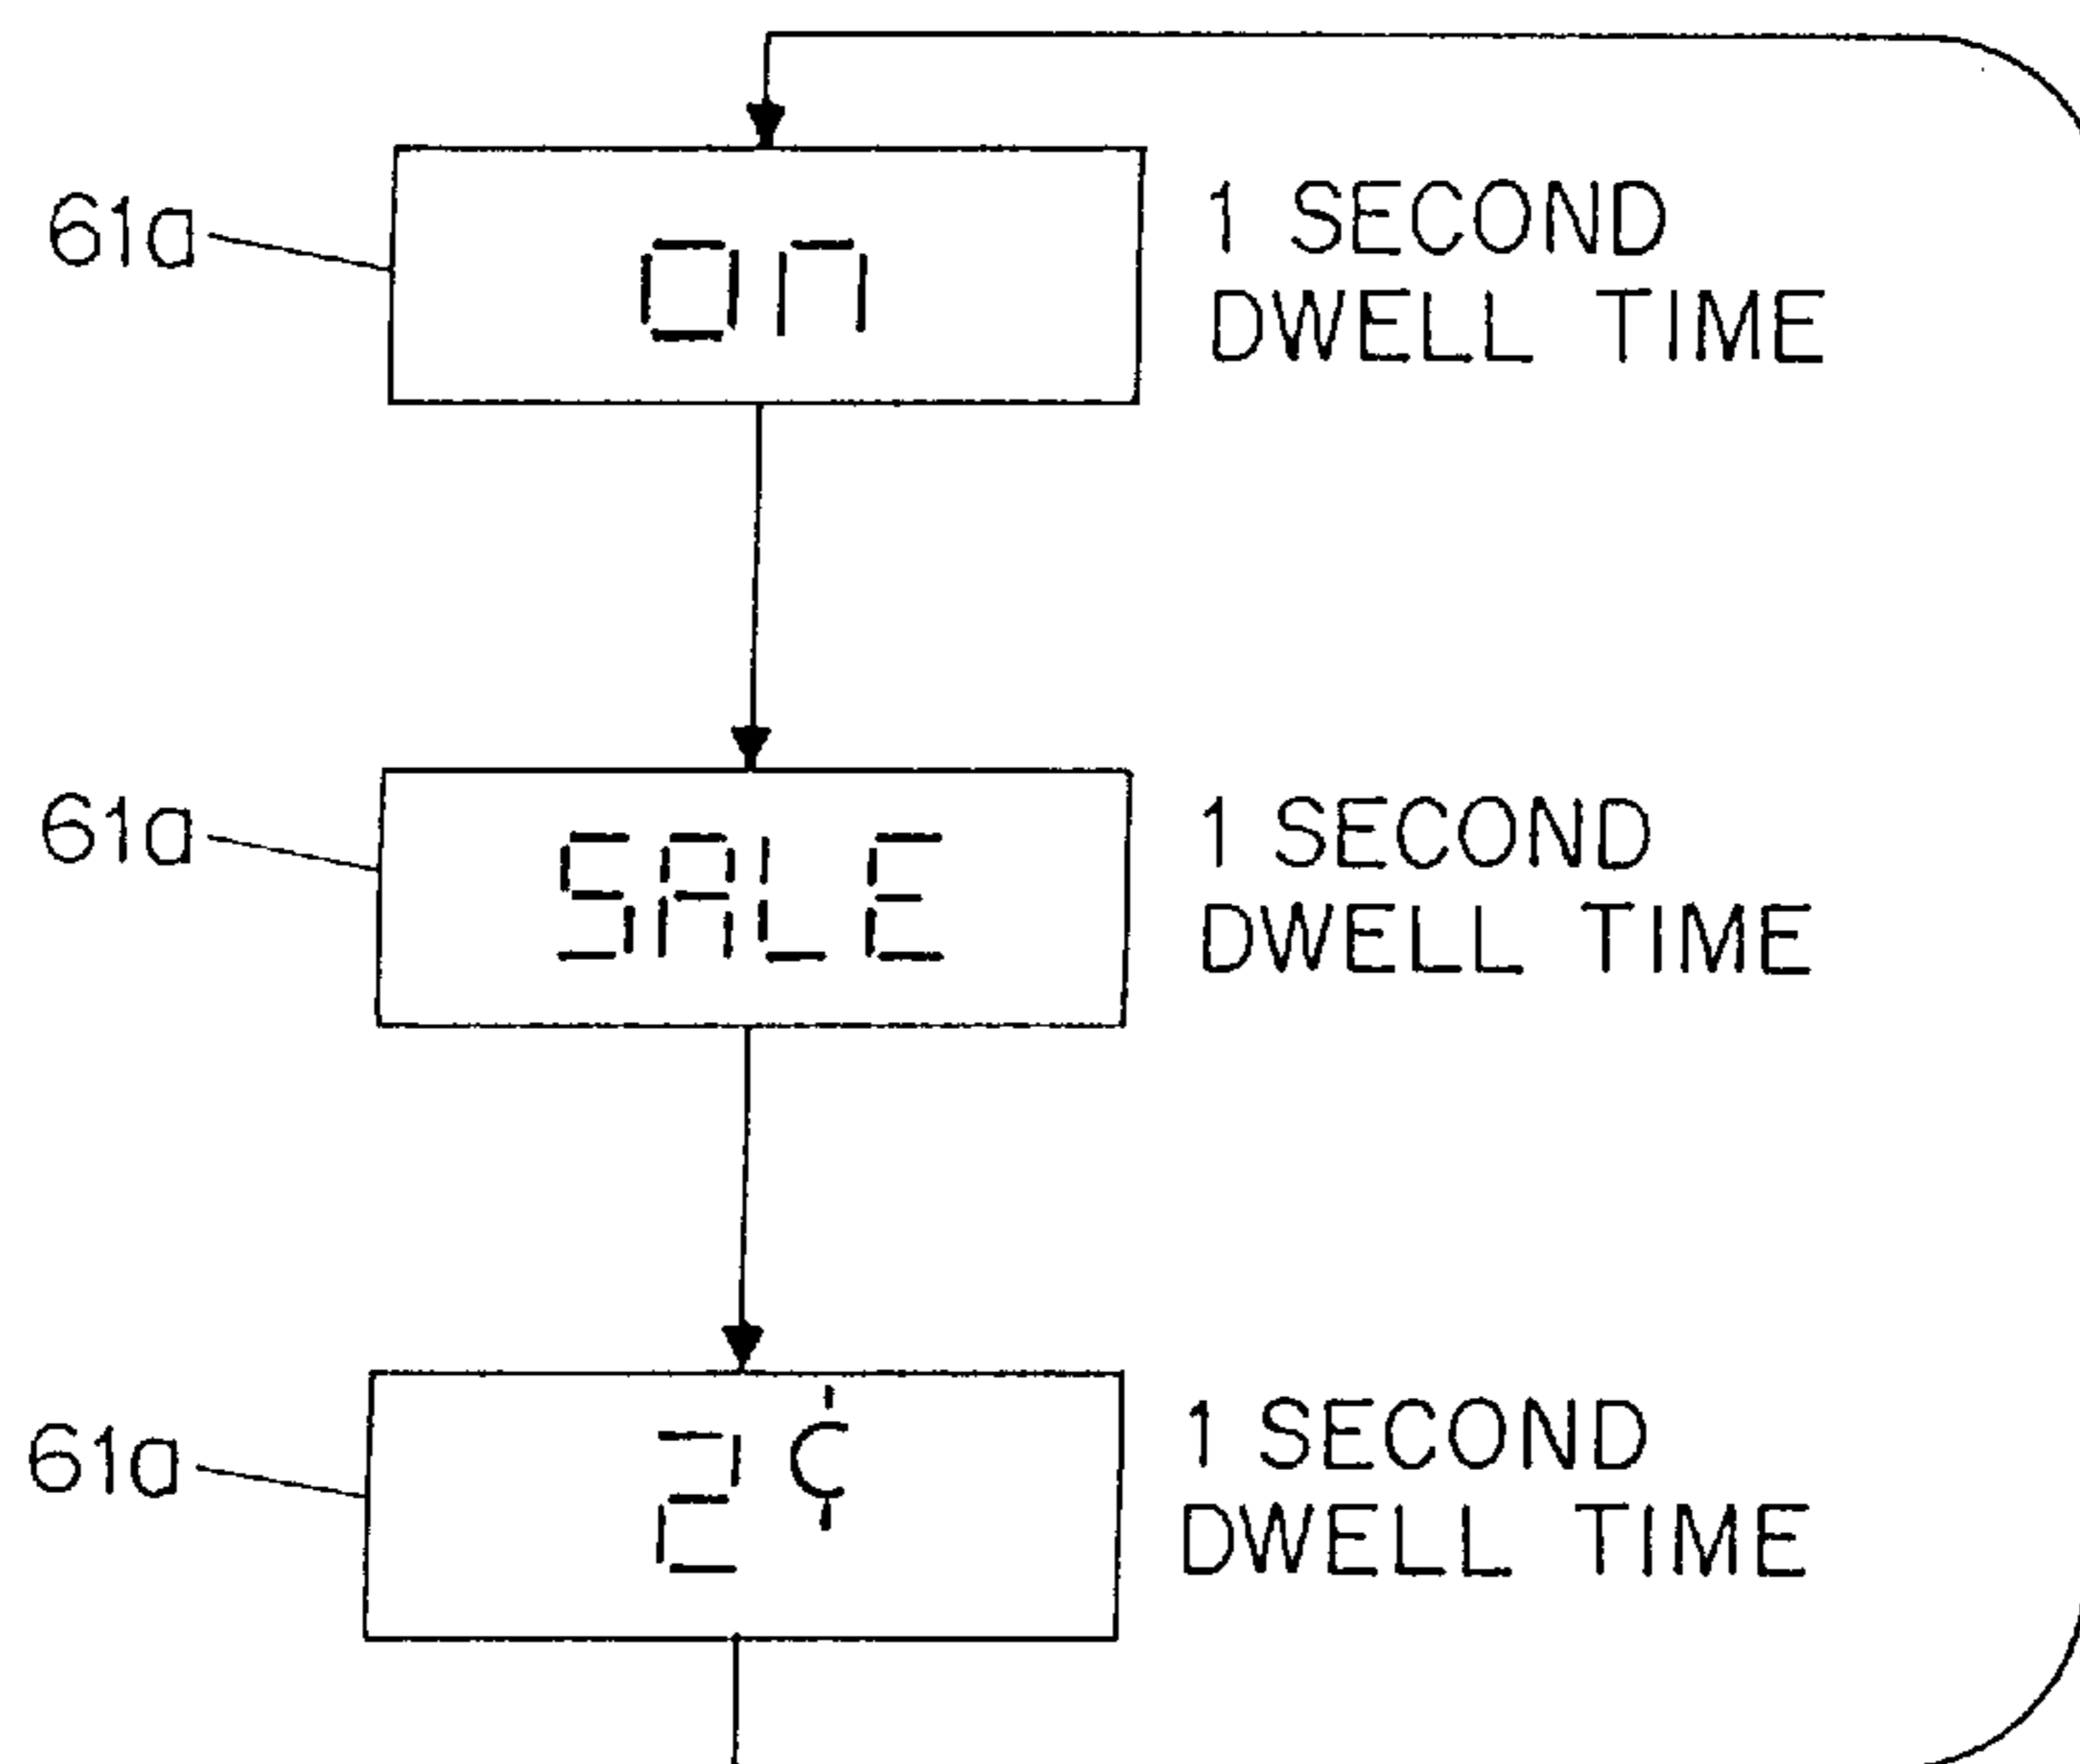 61a
on
1 SECOND
DWELL TIME
61a
SALE
1 SECOND
DWELL TIME
61a
2¢
1 SECOND
DWELL TIME